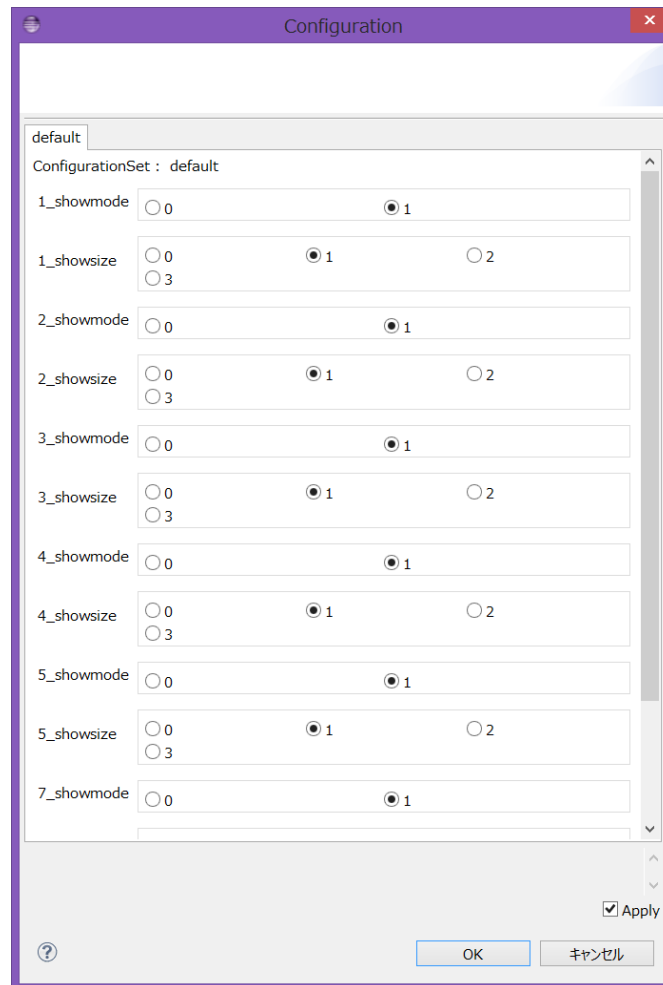 Configuration
default
ConfigurationSet : default
1_showmode 0 1
1_showsize 0 1 2
3
2_showmode 0 1
2_showsize 0 1 2
3
3_showmode 0 1
3_showsize 0 1 2
3
4_showmode 0 1
4_showsize 0 1 2
3
5_showmode 0 1
5_showsize 0 1 2
3
7_showmode 0 1
Apply
OK キャンセル